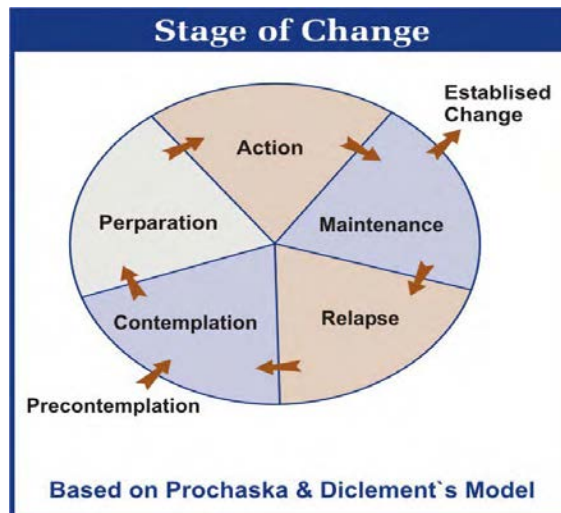 Stage of Change
Establised
Change
Action
Perparation
Maintenance
Contemplation
Relapse
Precontemplation
Based on Prochaska & Diclement`s Model